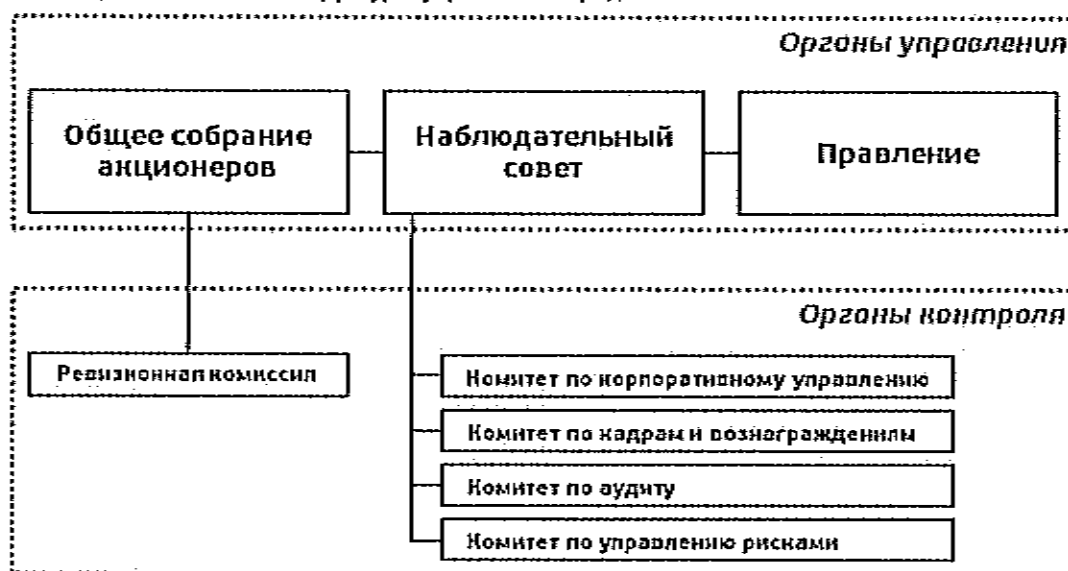 Органы управления
Общее собрание
акционеров
Наблюдательный
совет
Правление
Органы контроля
Ревизионная комиссия
Комитет по корпоративному управлению
Комитет по кадрам и вознаграждениям
Комитет по аудиту
Комитет по управлению рисками